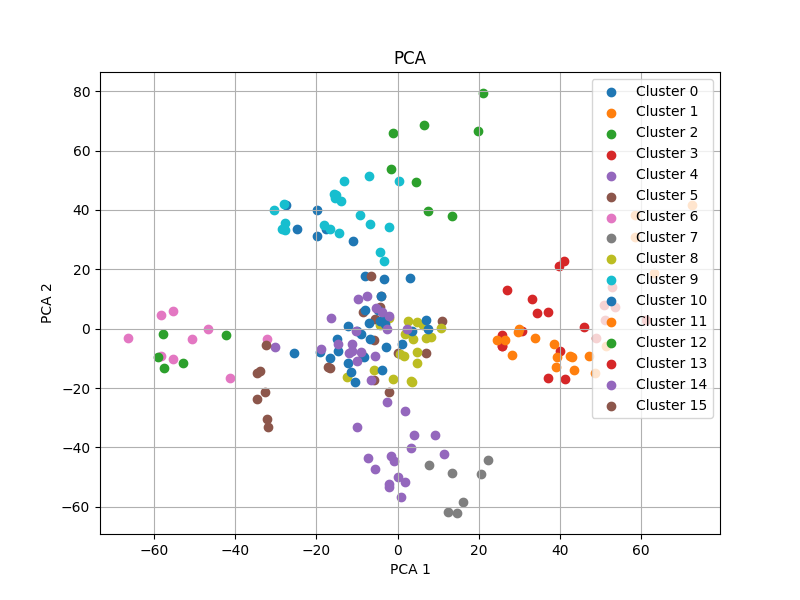 PCA
80
60
40
20
0
−20
−40
−60
PCA 2
−60
−40
−20
0
20
40
60
PCA 1
Cluster 0
Cluster 1
Cluster 2
Cluster 3
Cluster 4
Cluster 5
Cluster 6
Cluster 7
Cluster 8
Cluster 9
Cluster 10
Cluster 11
Cluster 12
Cluster 13
Cluster 14
Cluster 15